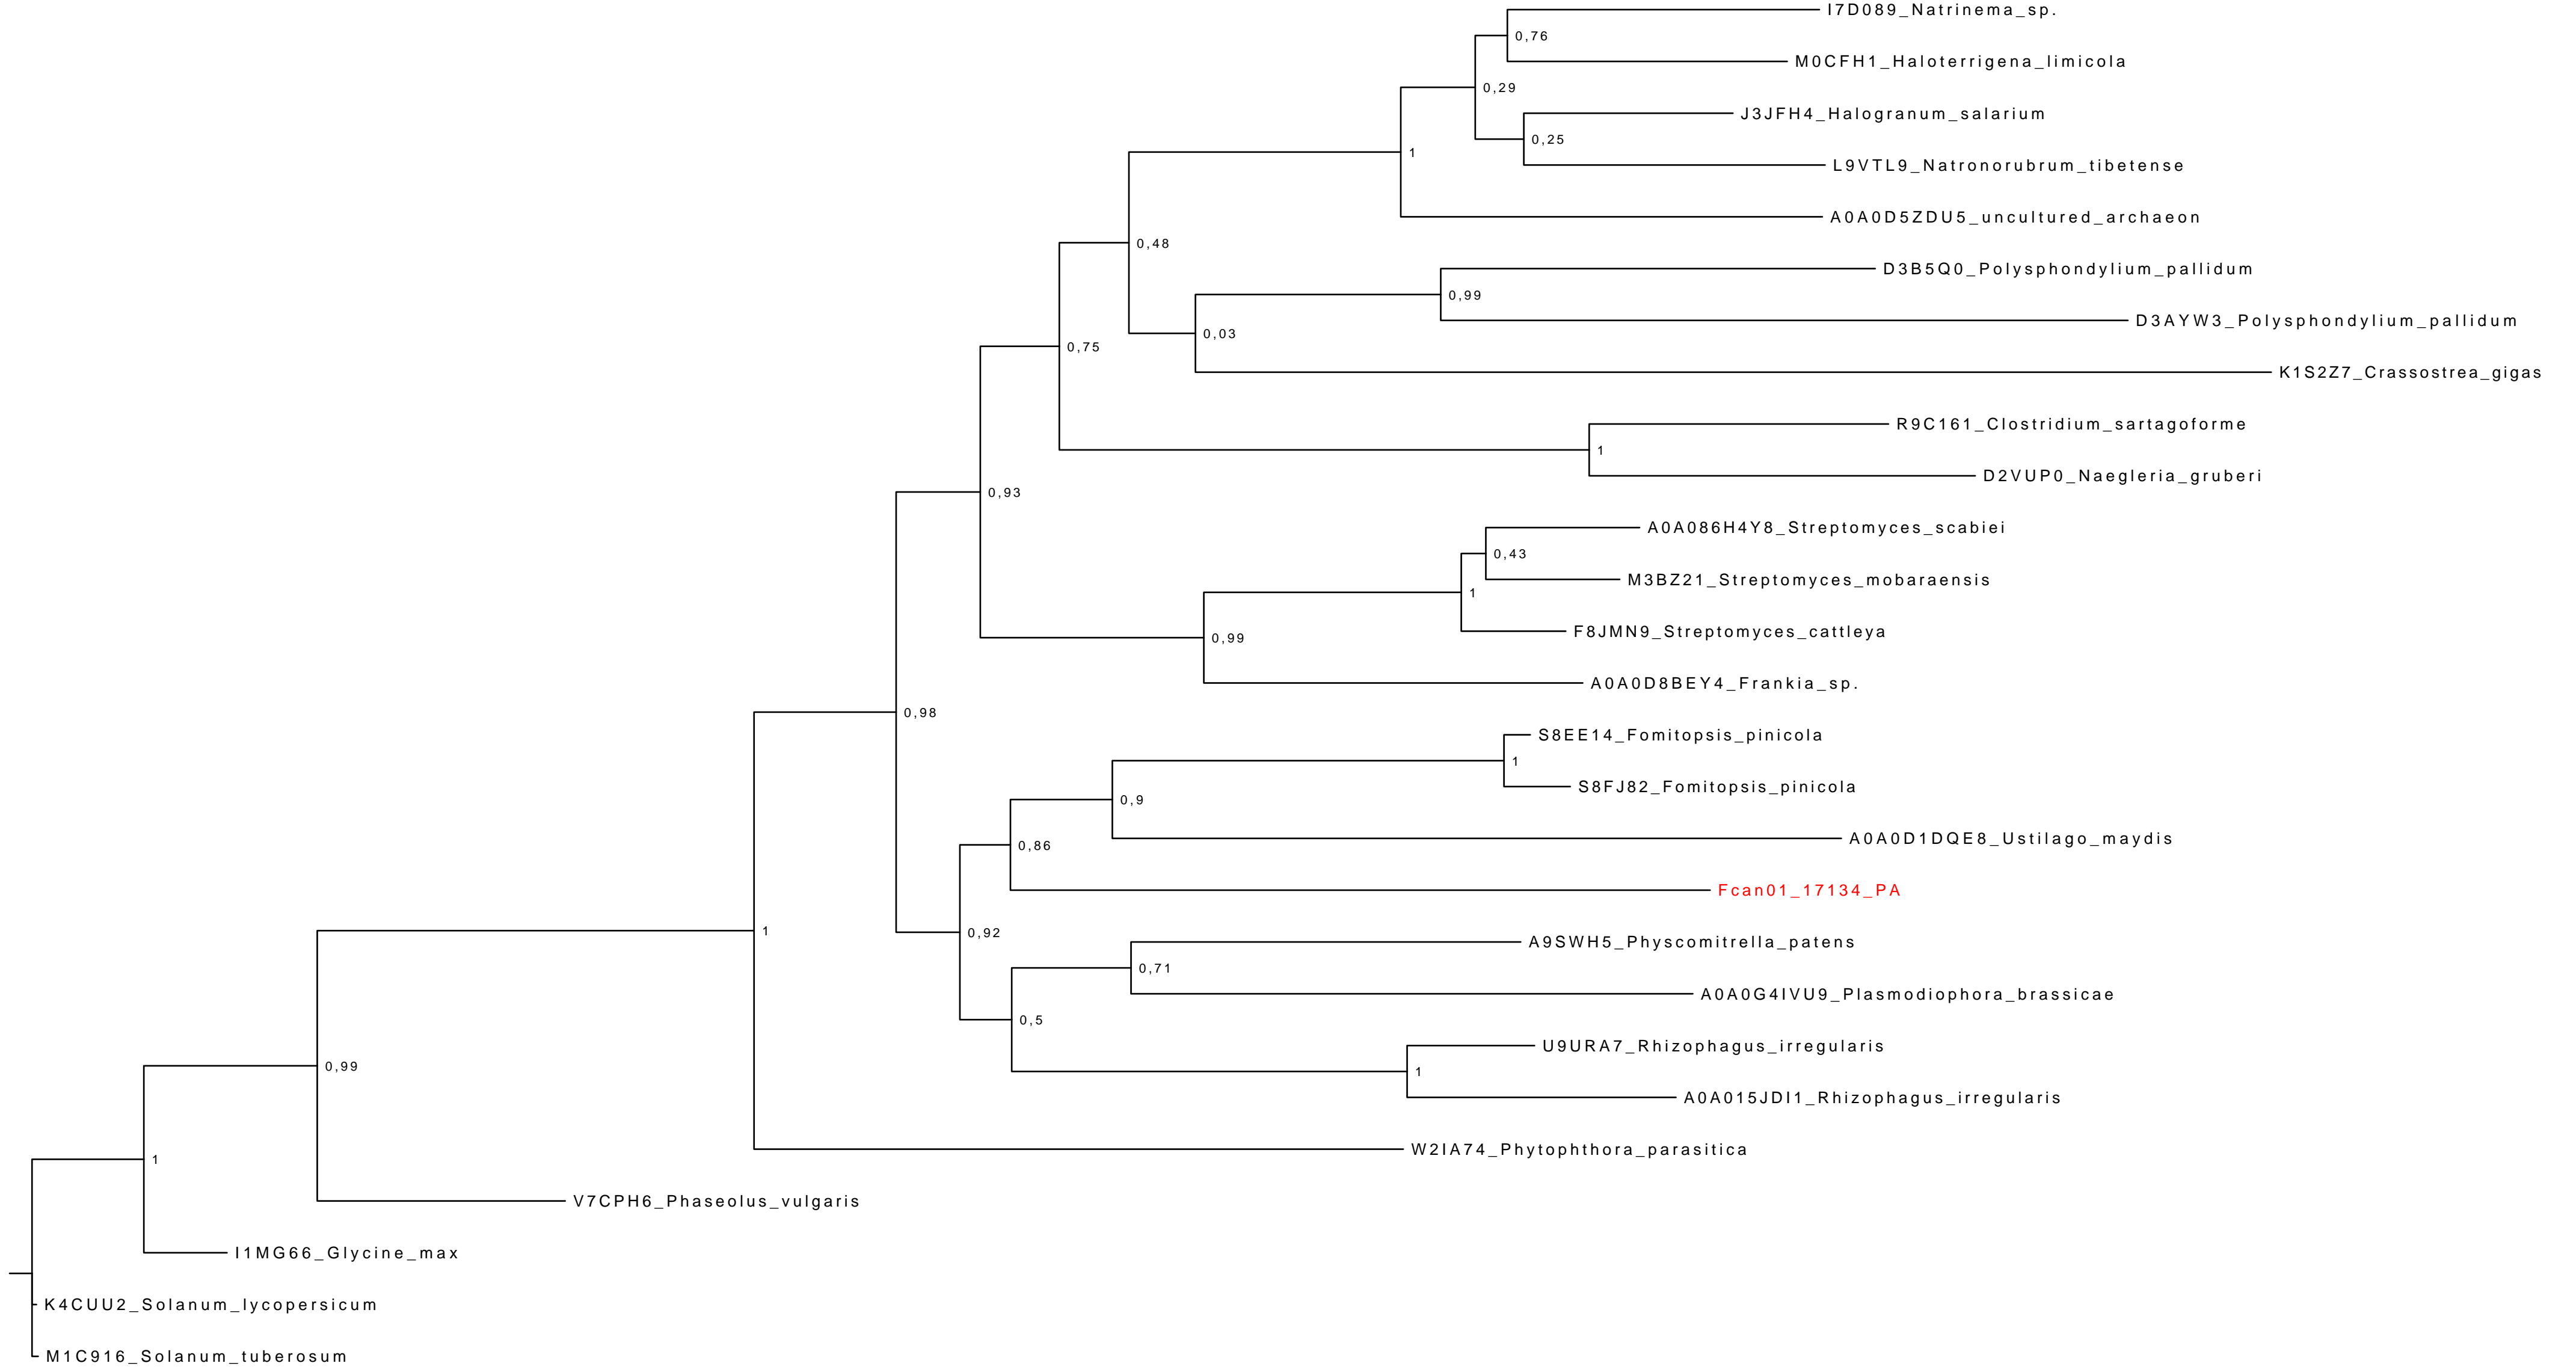 I7D089_Natrinema_sp.
0,76
M0CFH1_Haloterrigena_limicola
0,29
J3JFH4_Halogranum_salarium
0,25
1
L9VTL9_Natronorubrum_tibetense
A0A0D5ZDU5_uncultured_archaeon
0,48
D3B5Q0_Polysphondylium_pallidum
0,99
D3AYW3_Polysphondylium_pallidum
0,03
0,75
K1S2Z7_Crassostrea_gigas
R9C161_Clostridium_sartagoforme
1
D2VUP0_Naegleria_gruberi
0,93
A0A086H4Y8_Streptomyces_scabiei
0,43
M3BZ21_Streptomyces_mobaraensis
1
F8JMN9_Streptomyces_cattleya
0,99
A0A0D8BEY4_Frankia_sp.
0,98
S8EE14_Fomitopsis_pinicola
1
S8FJ82_Fomitopsis_pinicola
0,9
A0A0D1DQE8_Ustilago_maydis
0,86
Fcan01_17134_PA
1
0,92
A9SWH5_Physcomitrella_patens
0,71
A0A0G4IVU9_Plasmodiophora_brassicae
0,5
U9URA7_Rhizophagus_irregularis
0,99
1
A0A015JDI1_Rhizophagus_irregularis
W2IA74_Phytophthora_parasitica
1
V7CPH6_Phaseolus_vulgaris
I1MG66_Glycine_max
K4CUU2_Solanum_lycopersicum
M1C916_Solanum_tuberosum